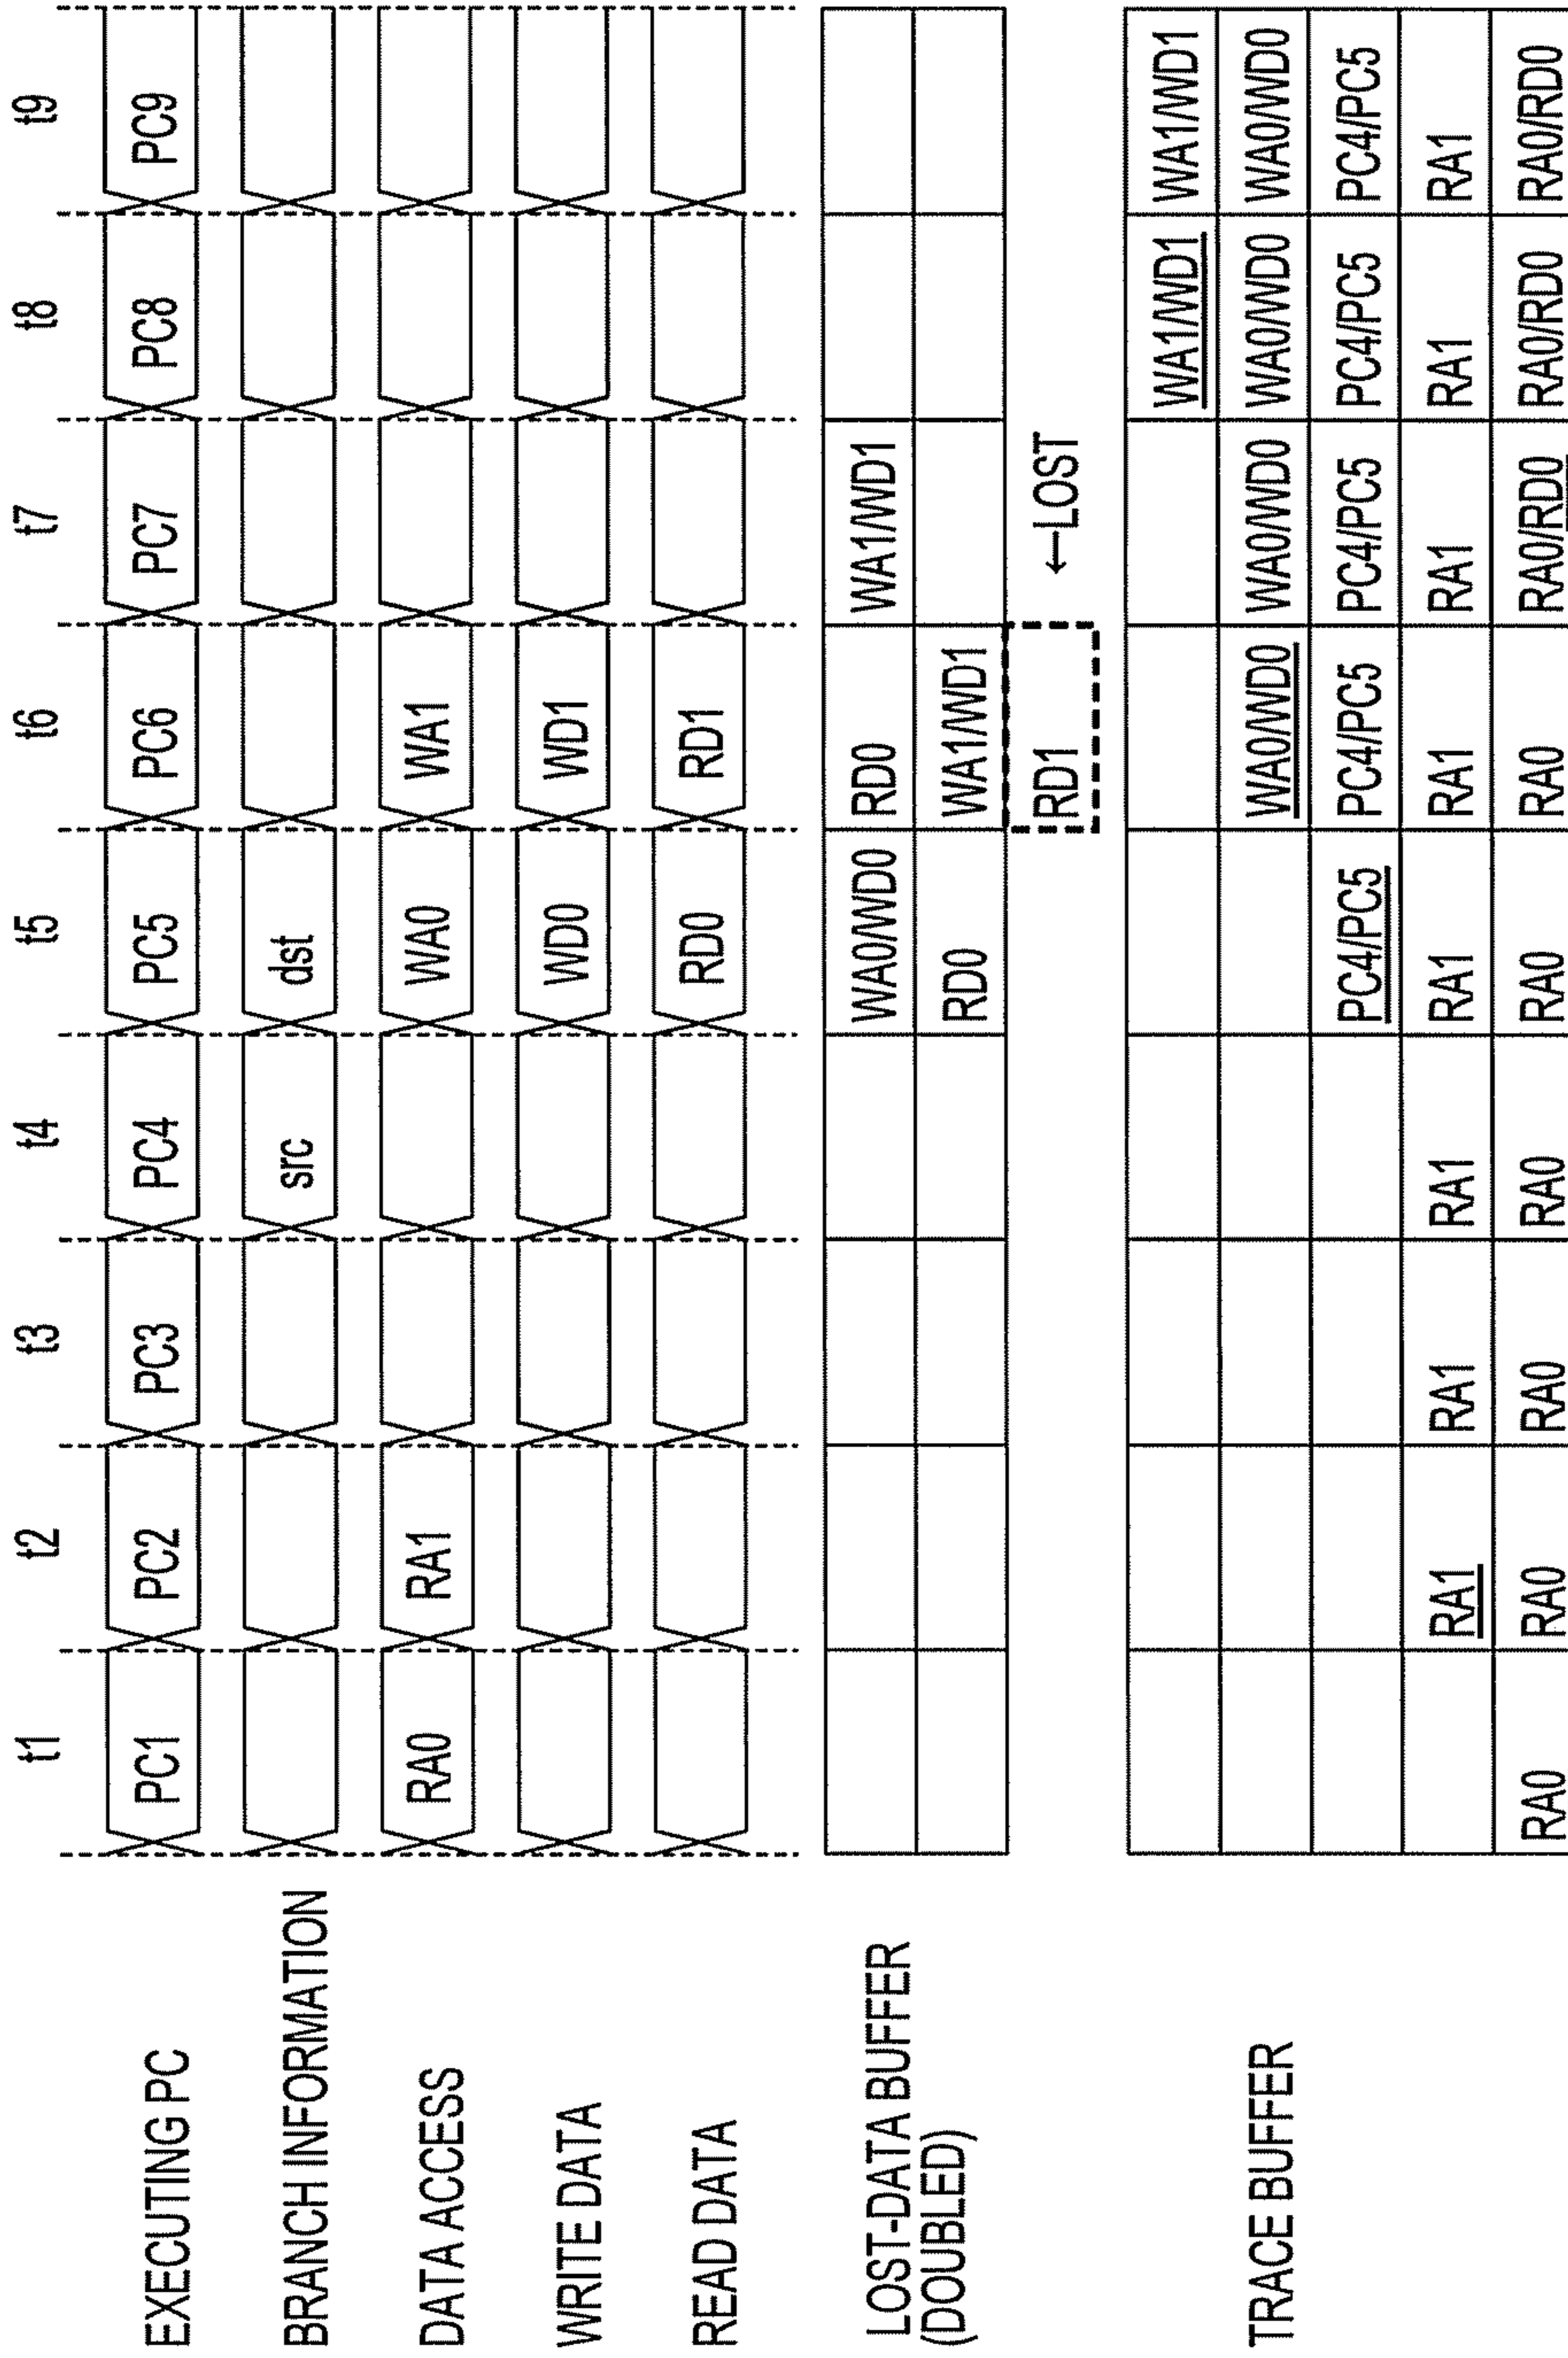 t1 t2 t3 t4 t5 t6 t7 t8 t9
EXECUTING PC PC1 PC2 PC3 PC4 PC5 PC6 PC7 PC8 PC9
BRANCH INFORMATION src dst
DATA ACCESS RA0 RA1 WA0 WA1
WRITE DATA WD0 WD1
READ DATA RD0 RD1
LOST-DATA BUFFER
(DOUBLED)
WA0/WD0 RD0 WA1/WD1
RD0 WA1/WD1
RD1 ←LOST
TRACE BUFFER
WA1/WD1 WA1/WD1
WA0/WD0 WA0/WD0 WA0/WD0 WA0/WD0
PC4/PC5 PC4/PC5 PC4/PC5 PC4/PC5 PC4/PC5
RA1 RA1 RA1 RA1 RA1 RA1 RA1 RA1
RA0 RA0 RA0 RA0 RA0 RA0 RA0/RD0 RA0/RD0 RA0/RD0